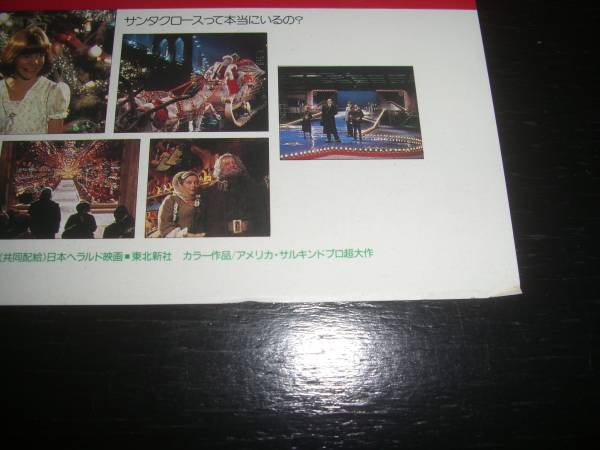 サンタクロースって本当にいるの?
《共同配給》日本ヘラルド映画■東北新社 カラー作品/アメリカ・サルキンドプロ超大作